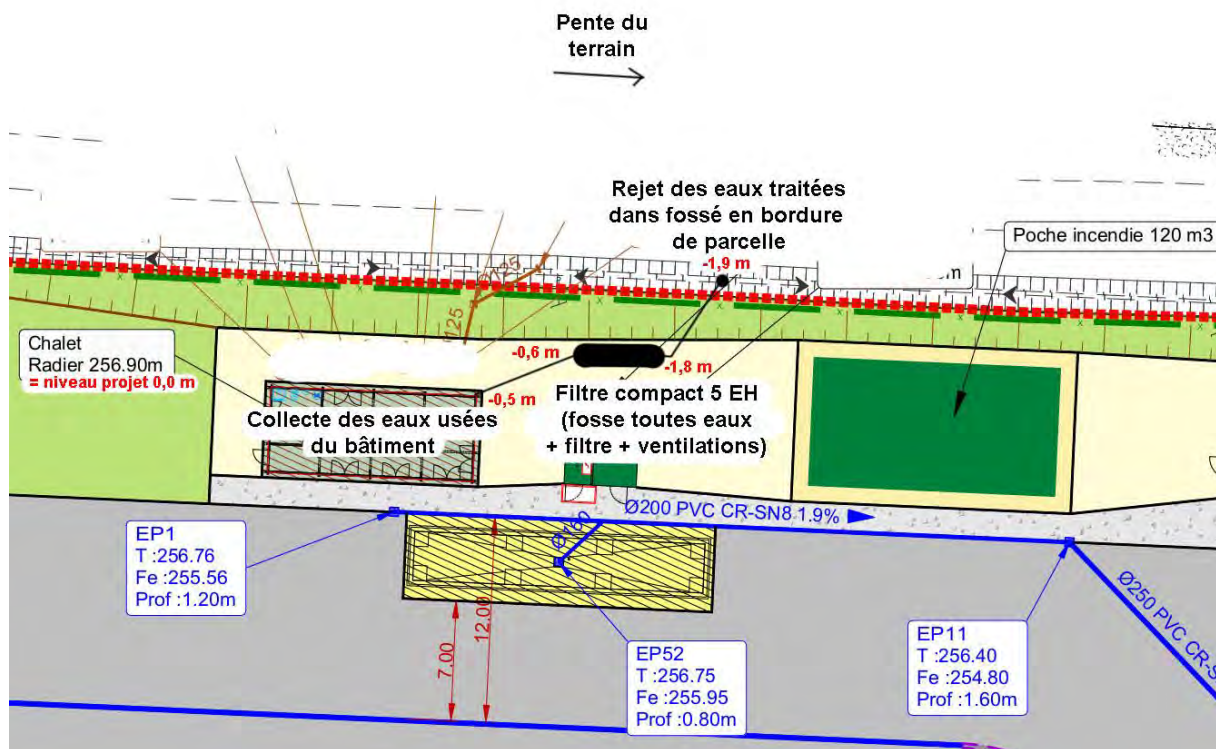 Pente du
terrain
Rejet des eaux traitées
dans fossé en bordure
de parcelle
-1,9 m
Poche incendie 120 m3
Chalet
Radier 256.90m
= niveau projet 0,0 m
125
-0,6 m
-1,8 m
-0,5 m
Collecte des eaux usées
du bâtiment
Filtre compact 5 EH
(fosse toutes eaux
+ filtre + ventilations)
Ø200 PVC CR-SN8 1.9%
EP1
T :256.76
Fe :255.56
Prof :1.20m
7.00
12.00
EP52
T :256.75
Fe :255.95
Prof :0.80m
EP11
T :256.40
Fe :254.80
Prof :1.60m
Ø250 PVC CR-S